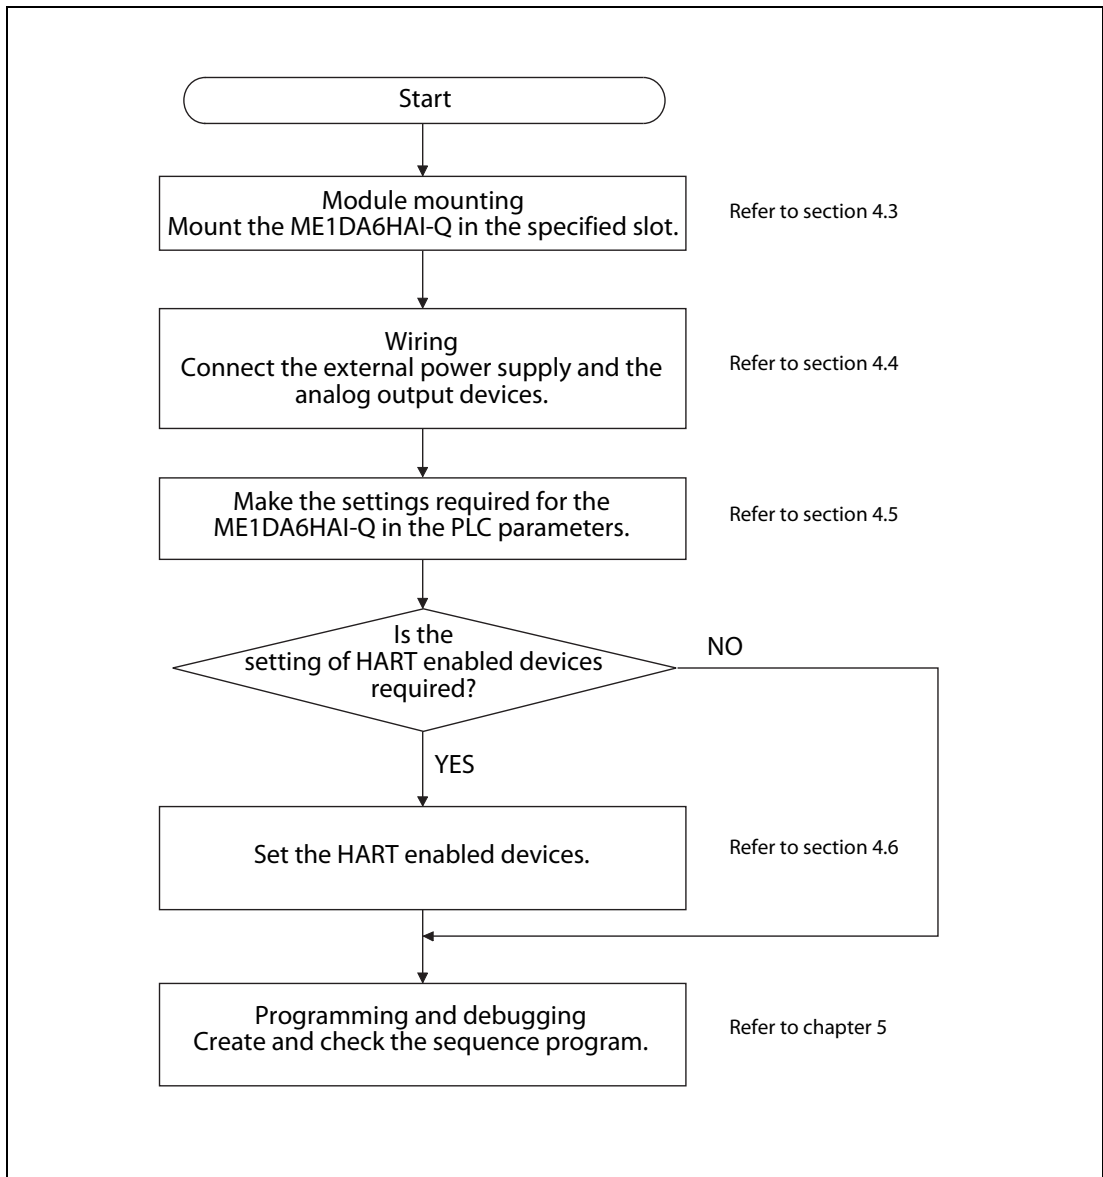 Start
Module mounting
Mount the ME1DA6HAI-Q in the specified slot.
Refer to section 4.3
Wiring
Connect the external power supply and the
analog output devices.
Refer to section 4.4
Make the settings required for the
ME1DA6HAI-Q in the PLC parameters.
Refer to section 4.5
Is the
setting of HART enabled devices
required?
NO
YES
Set the HART enabled devices.
Refer to section 4.6
Programming and debugging
Create and check the sequence program.
Refer to chapter 5